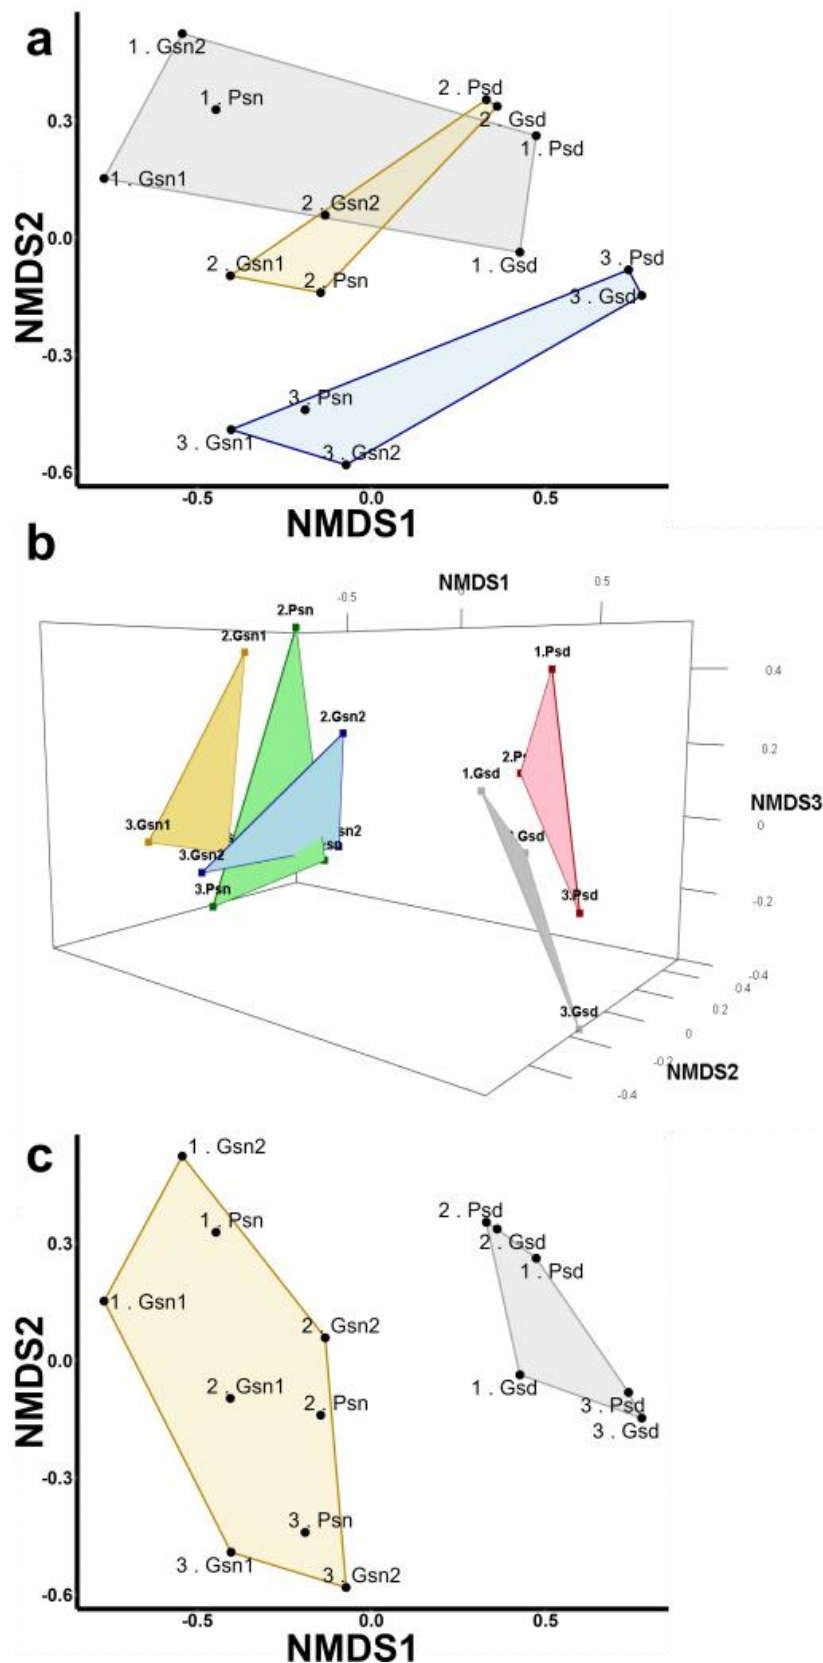 a
1 . Gsn2
1 . Psn
2 . Psd
2 . Gsd
1 . Psd
0.3
1 . Gsn1
2 . Gsn2
0.0
NMDS2
2 . Gsn1
2 . Psn
1 . Gsd
3 . Psd
3 . Gsd
-0.3
3 . Psn
3 . Gsn1
3 . Gsn2
-0.6
-0.5 0.0 0.5
NMDS1
b
NMDS1
-0.5 0.5
2.Psn
2.Gsn1
1.Psd
0.4
2.Gsn2
0.2
1.Gsd
NMDS3
0
3.Gsn1
3.Gsn2
3.Psn
3.Psd
-0.2
-0.4
0.4
0.2
3.Gsd
0
-0.2
NMDS2
-0.4
c
1 . Gsn2
1 . Psn
2 . Psd
2 . Gsd
1 . Psd
0.3
1 . Gsn1
2 . Gsn2
0.0
NMDS2
2 . Gsn1
2 . Psn
1 . Gsd
3 . Psd
3 . Gsd
-0.3
3 . Psn
3 . Gsn1
3 . Gsn2
-0.6
-0.5 0.0 0.5
NMDS1